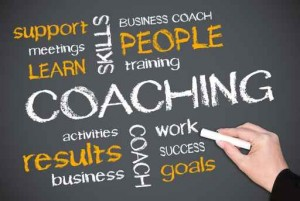 support
BUSINESS COACH
meetings
SKILLS
PEOPLE
LEARN
training
COACHING
activities
COACH
work
results
SUCCESS
business
goals